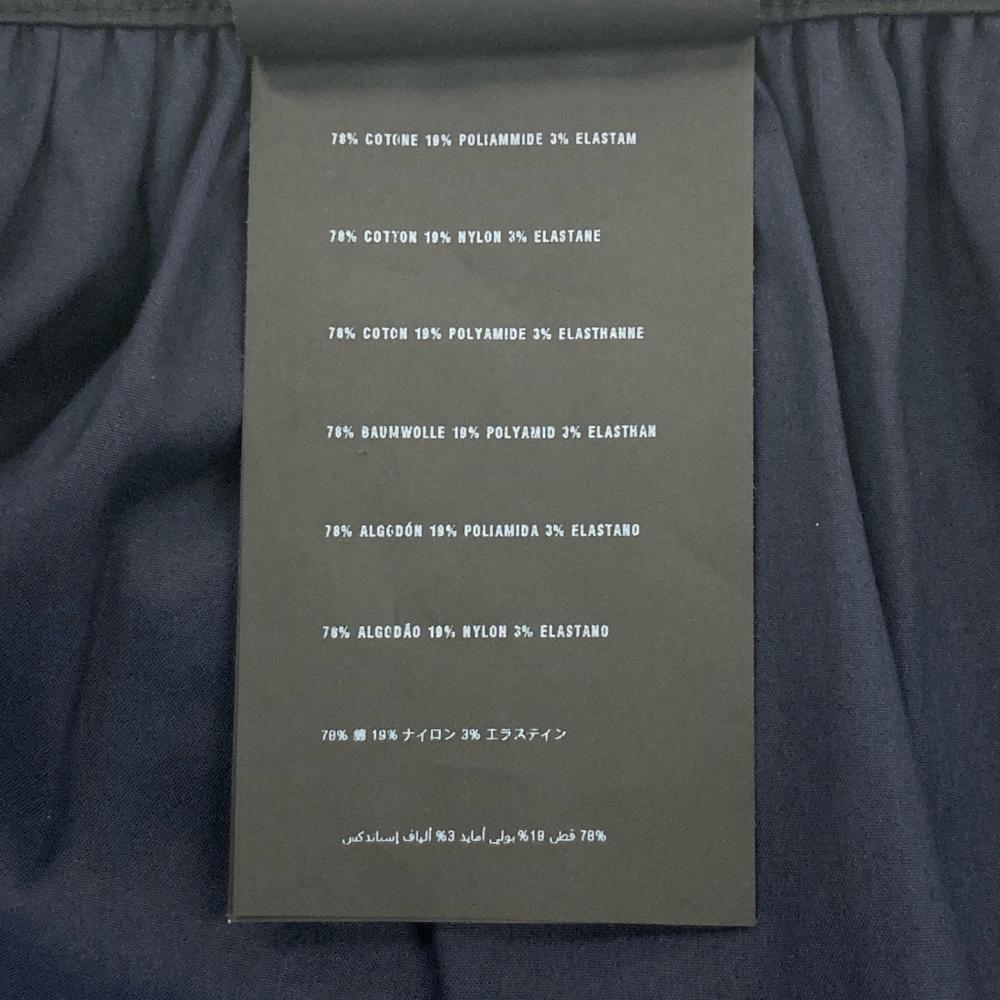 78% COTONE 19% POLIAMMIDE 3% ELASTAM
78% COTTON 19% NYLON 3% ELASTANE
78% COTON 19% POLYAMIDE 3% ELASTHANNE
78% BAUMWOLLE 19% POLYAMID 3% ELASTHAN
78% ALGODÓN 19% POLIAMIDA 3% ELASTANO
78% ALGODÃO 19% NYLON 3% ELASTANO
78% 綿 19% ナイロン 3% エラステイン
78% قطن 19% بولي أمايد 3% ألياف إسباندكس